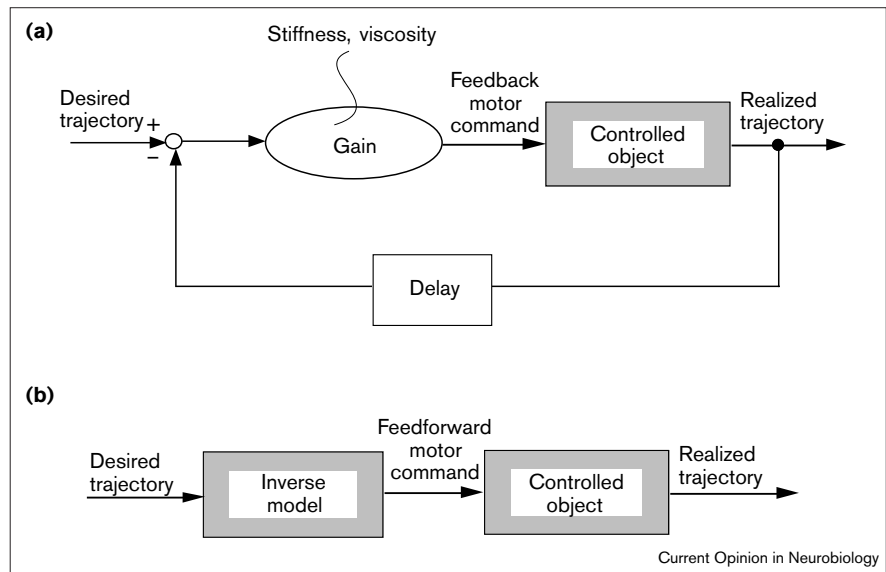 (a)
Stiffness, viscosity
Desired
trajectory
+
−
Gain
Feedback
motor
command
Controlled
object
Realized
trajectory
Delay
(b)
Desired
trajectory
Inverse
model
Feedforward
motor
command
Controlled
object
Realized
trajectory
Current Opinion in Neurobiology